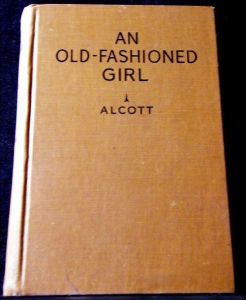 AN
OLD-FASHIONED
GIRL
ALCOTT